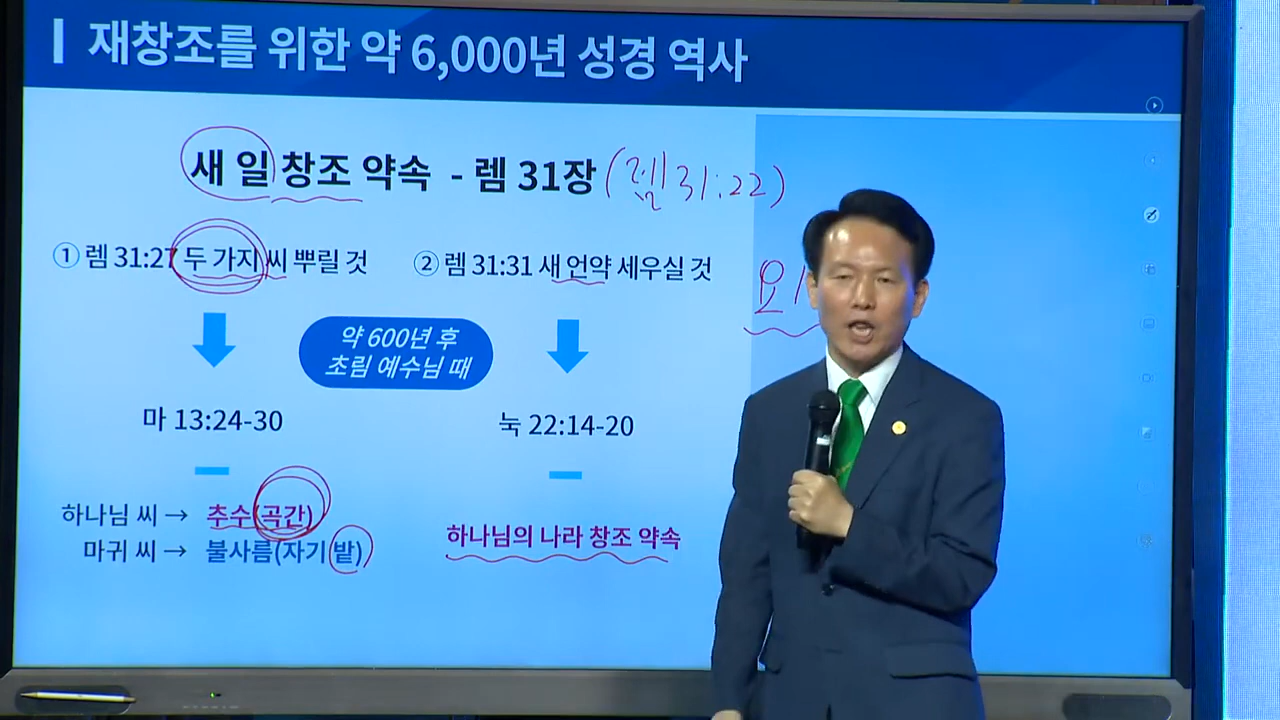 재창조를 위한 약 6,000년 성경 역사
새 일 창조 약속 - 렘 31장 (렘 31:22)
① 렘 31:27 두 가지 씨 뿌릴 것
② 렘 31:31 새 언약 세우실 것
약 600년 후
초림 예수님 때
마 13:24-30
눅 22:14-20
하나님 씨 → 추수(곡간)
마귀 씨 → 불사름(자기 밭)
하나님의 나라 창조 약속